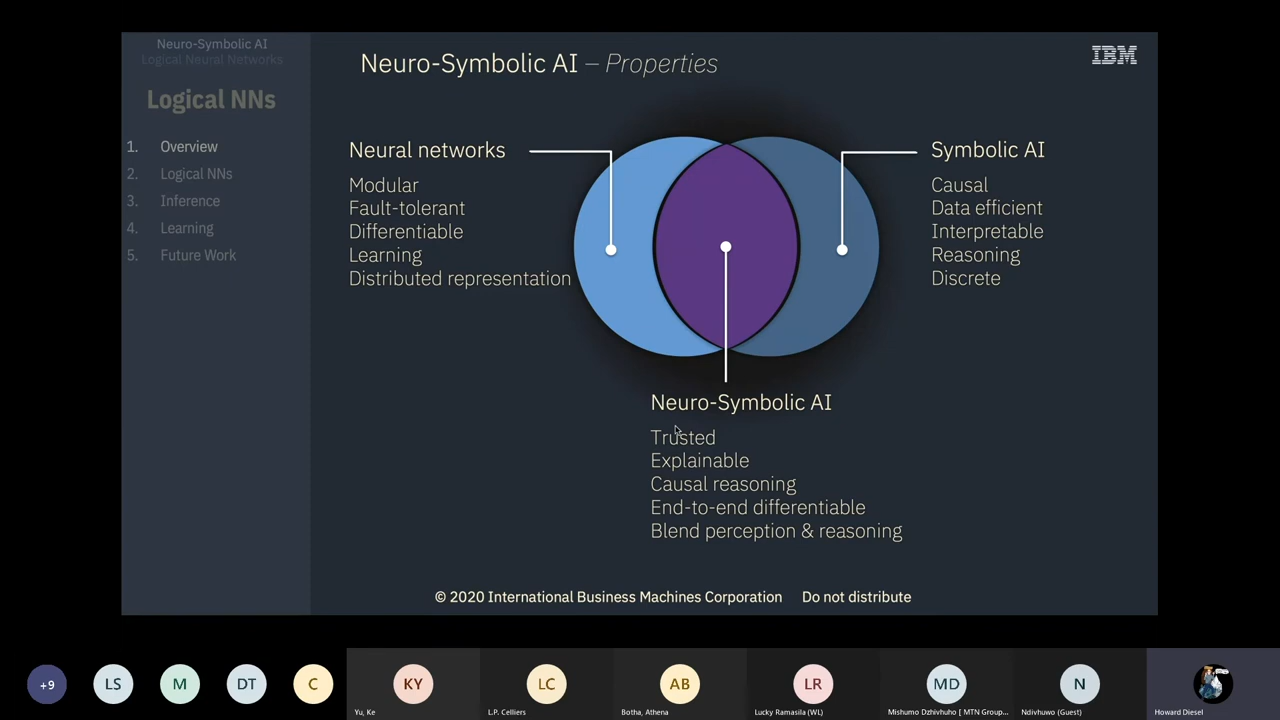 Neuro-Symbolic AI
Logical Neural Networks
Logical NNs
1. Overview
2. Logical NNs
3. Inference
4. Learning
5. Future Work
Neuro-Symbolic AI – Properties
IBM
Neural networks
Modular
Fault-tolerant
Differentiable
Learning
Distributed representation
Symbolic AI
Causal
Data efficient
Interpretable
Reasoning
Discrete
Neuro-Symbolic AI
Trusted
Explainable
Causal reasoning
End-to-end differentiable
Blend perception & reasoning
© 2020 International Business Machines Corporation Do not distribute
+9
LS
M
DT
C
KY
Yu, Ke
LC
L.P. Celliers
AB
Botha, Athena
LR
Lucky Ramasila (WL)
MD
Mishumo Dzhivhuho [ MTN Group...
N
Ndivhuwo (Guest)
Howard Diesel